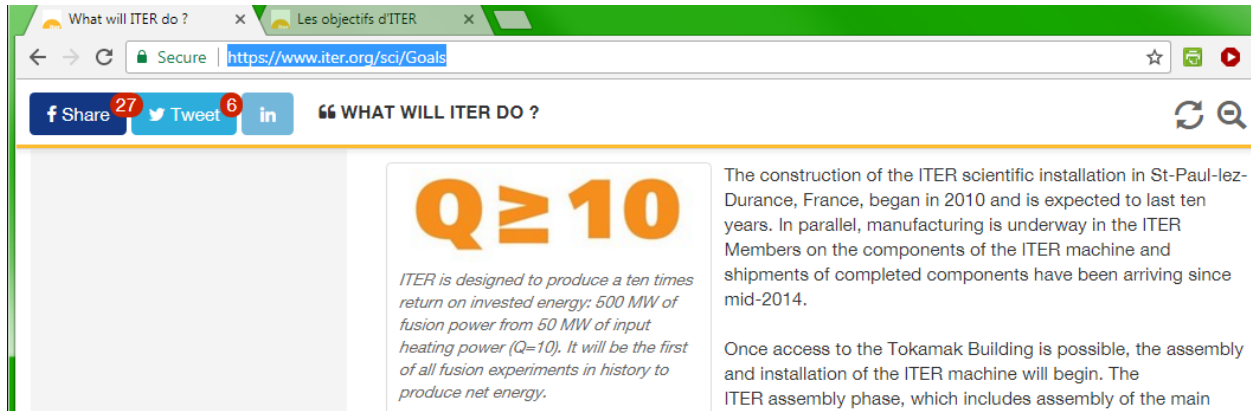 What will ITER do ?
Les objectifs d'ITER
Secure
https://www.iter.org/sci/Goals
Share 27
Tweet 6
in
WHAT WILL ITER DO ?
Q≥10
ITER is designed to produce a ten times
return on invested energy: 500 MW of
fusion power from 50 MW of input
heating power (Q=10). It will be the first
of all fusion experiments in history to
produce net energy.
The construction of the ITER scientific installation in St-Paul-lez-
Durance, France, began in 2010 and is expected to last ten
years. In parallel, manufacturing is underway in the ITER
Members on the components of the ITER machine and
shipments of completed components have been arriving since
mid-2014.
Once access to the Tokamak Building is possible, the assembly
and installation of the ITER machine will begin. The
ITER assembly phase, which includes assembly of the main